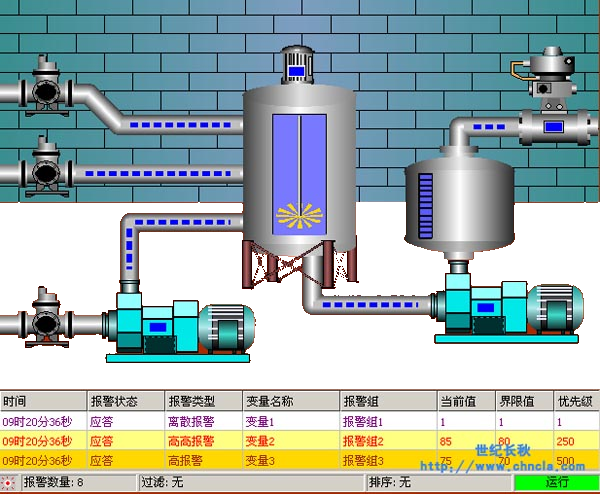 时间 报警状态 报警类型 变量名称 报警组 当前值 界限值 优先级
09时20分36秒 应答 离散报警 变量1 报警组1 1 1 1
09时20分36秒 应答 高高报警 变量2 报警组2 85 80 250
09时20分36秒 应答 高报警 变量3 报警组3 75 70 500
世纪长秋
http://www.chncla.com
报警数量: 8 过滤: 无 排序: 无 运行